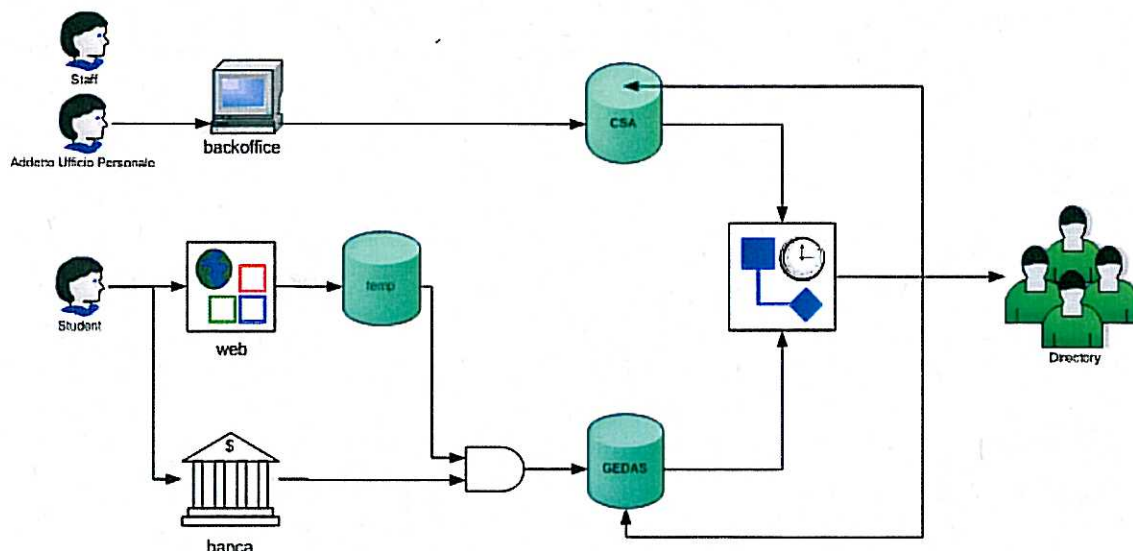 Staff
Addetto Ufficio Personale
backoffice
CSA
Student
web
temp
$
banca
GEDAS
Directory